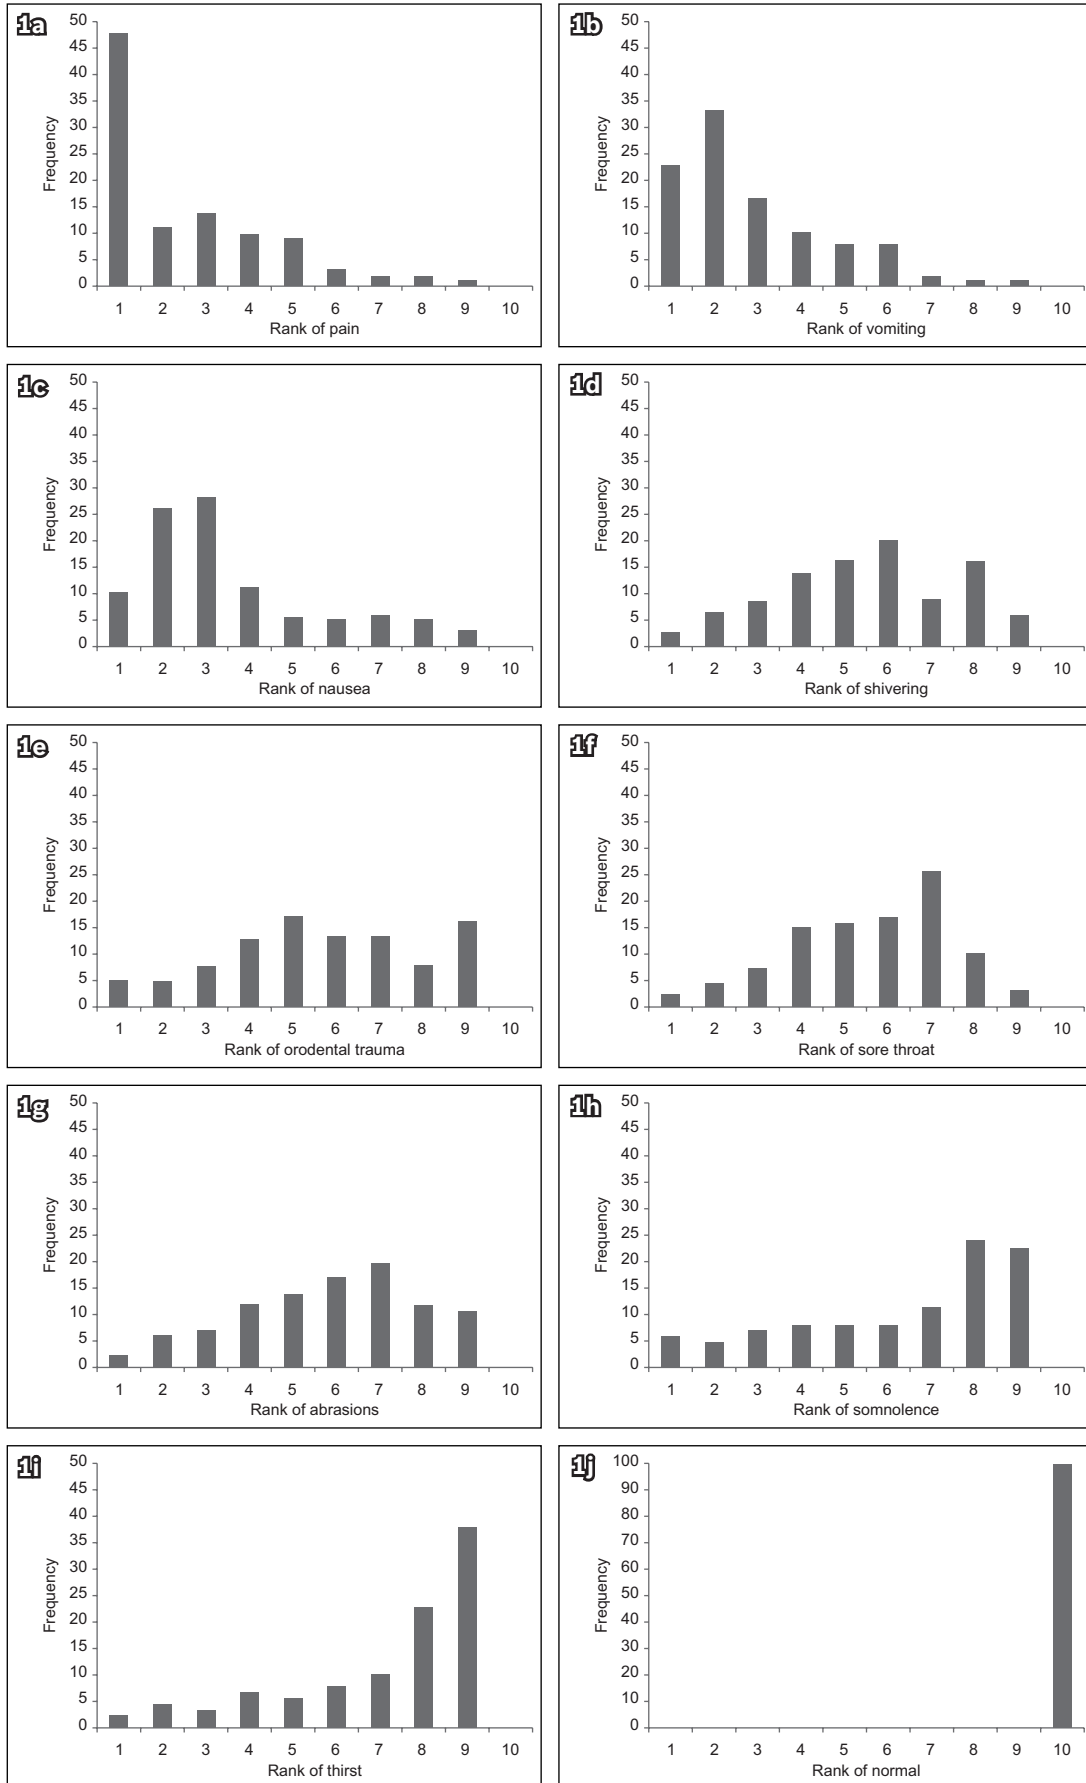 1a
50
45
40
35
30
25
20
15
10
5
0
Frequency
1 2 3 4 5 6 7 8 9 10
Rank of pain
1b
50
45
40
35
30
25
20
15
10
5
0
Frequency
1 2 3 4 5 6 7 8 9 10
Rank of vomiting
1c
50
45
40
35
30
25
20
15
10
5
0
Frequency
1 2 3 4 5 6 7 8 9 10
Rank of nausea
1d
50
45
40
35
30
25
20
15
10
5
0
Frequency
1 2 3 4 5 6 7 8 9 10
Rank of shivering
1e
50
45
40
35
30
25
20
15
10
5
0
Frequency
1 2 3 4 5 6 7 8 9 10
Rank of orodental trauma
1f
50
45
40
35
30
25
20
15
10
5
0
Frequency
1 2 3 4 5 6 7 8 9 10
Rank of sore throat
1g
50
45
40
35
30
25
20
15
10
5
0
Frequency
1 2 3 4 5 6 7 8 9 10
Rank of abrasions
1h
50
45
40
35
30
25
20
15
10
5
0
Frequency
1 2 3 4 5 6 7 8 9 10
Rank of somnolence
1i
50
45
40
35
30
25
20
15
10
5
0
Frequency
1 2 3 4 5 6 7 8 9 10
Rank of thirst
1j
100
90
80
70
60
50
40
30
20
10
0
Frequency
1 2 3 4 5 6 7 8 9 10
Rank of normal